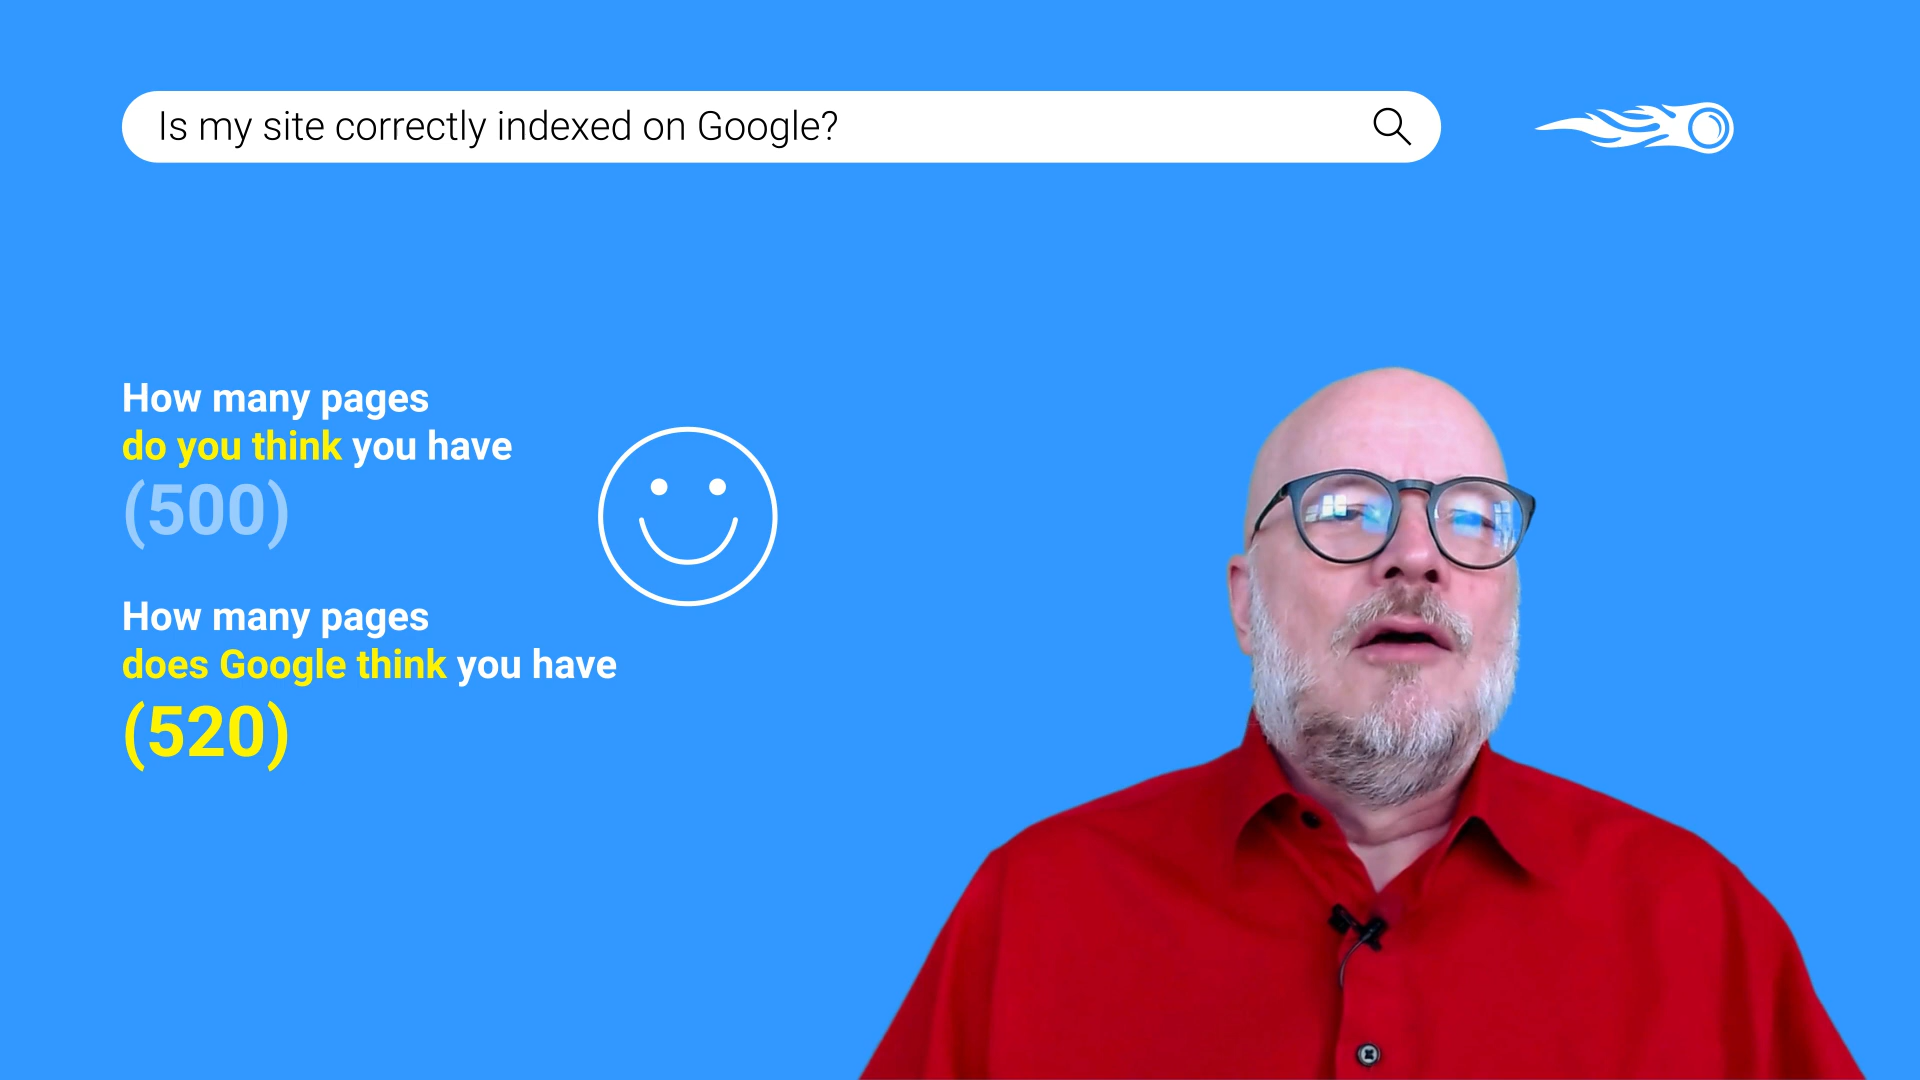 Is my site correctly indexed on Google?
How many pages
do you think you have
(500)
How many pages
does Google think you have
(520)